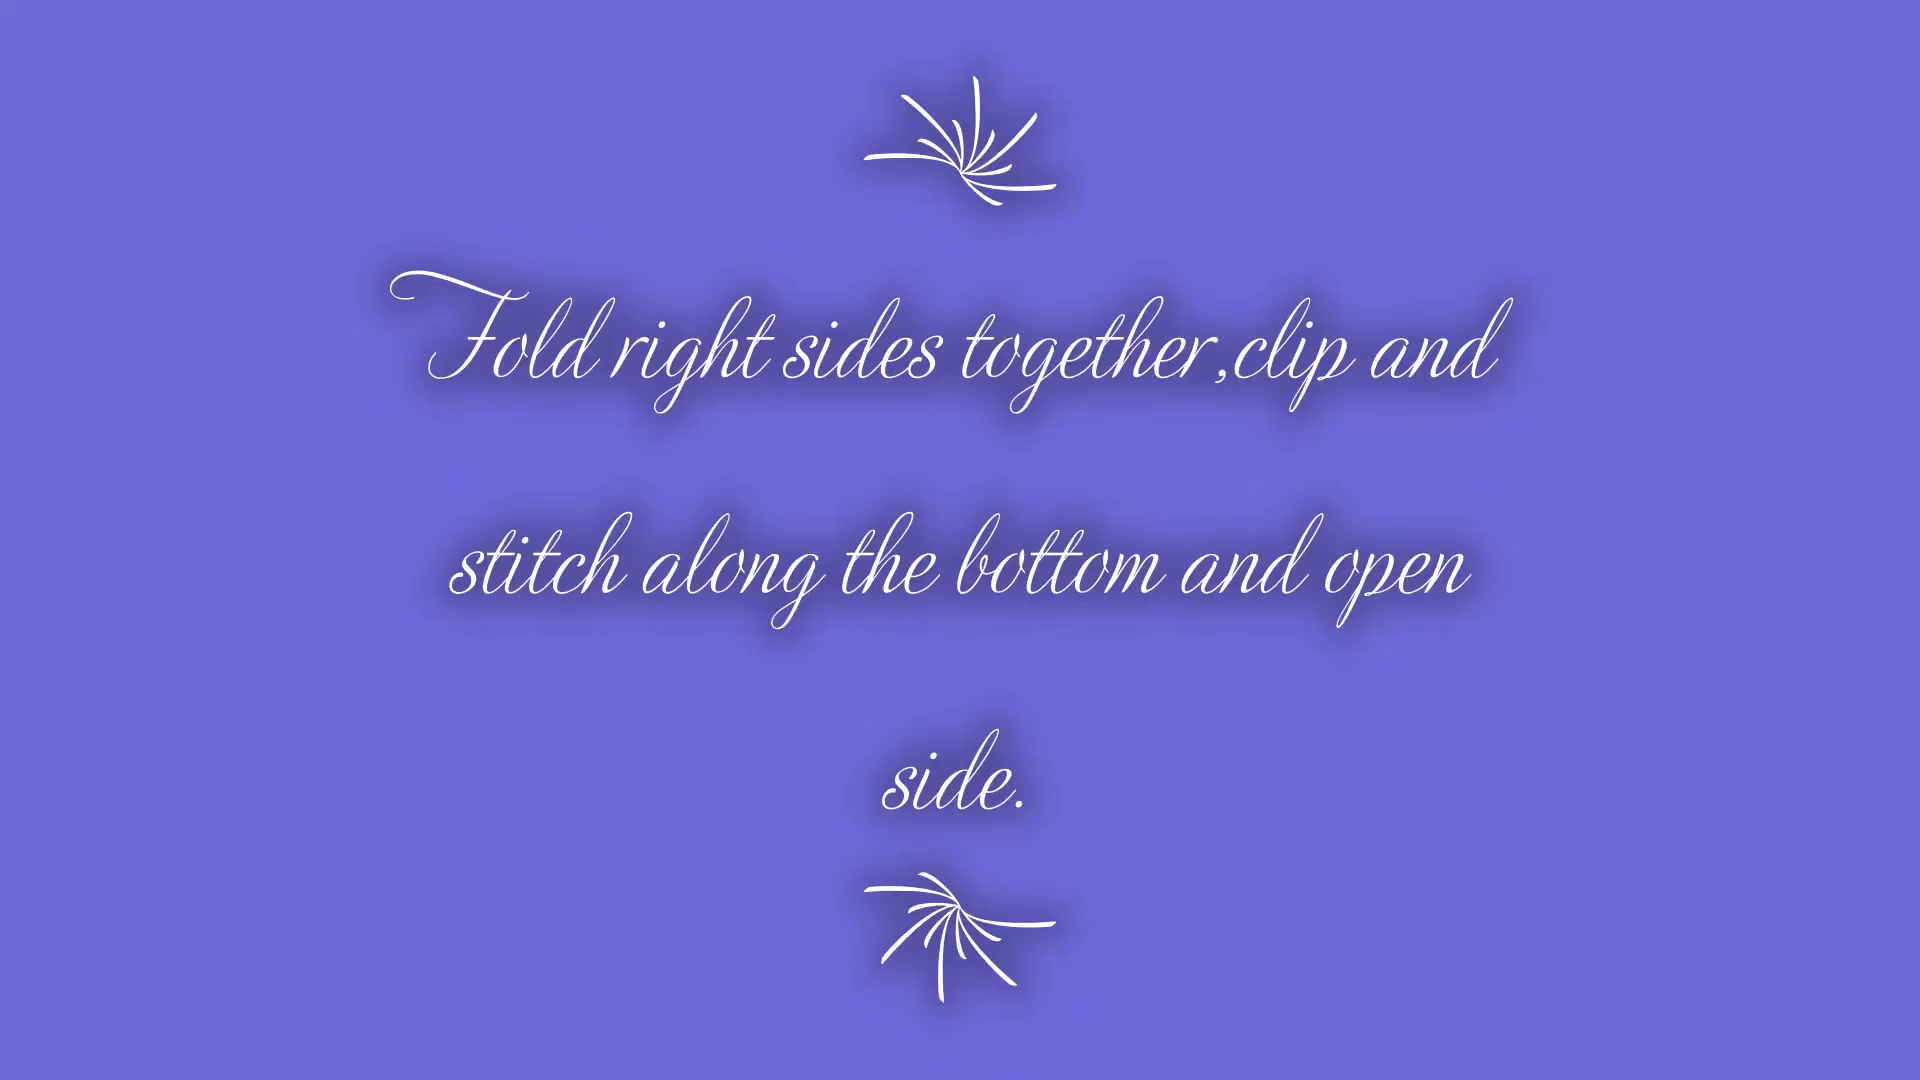 Fold right sides together,clip and
stitch along the bottom and open
side.